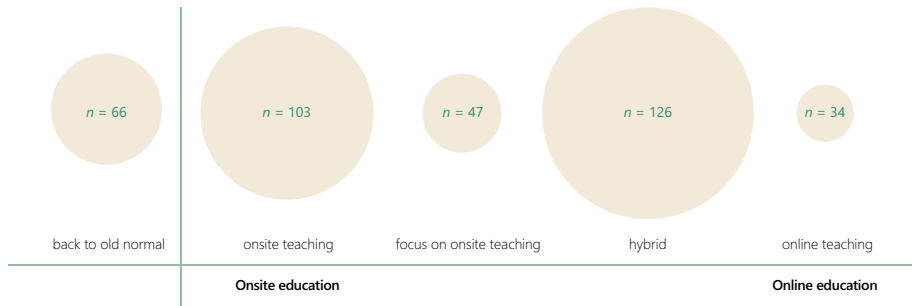 n = 66
n = 103
n = 47
n = 126
n = 34
back to old normal
onsite teaching
focus on onsite teaching
hybrid
online teaching
Onsite education
Online education